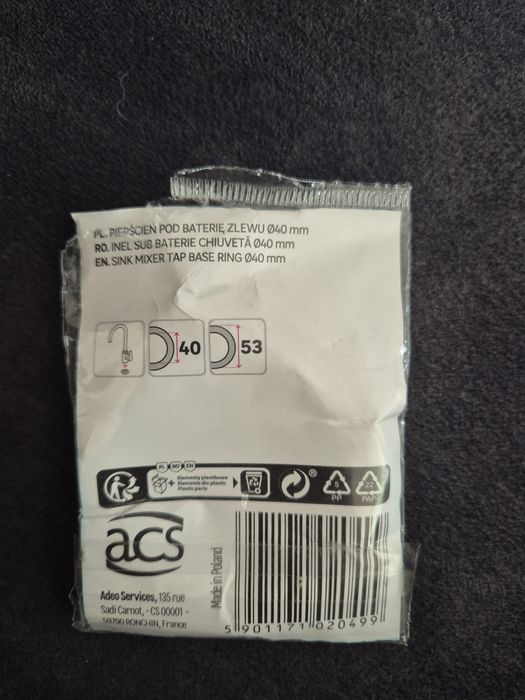 PL. PIERŚCIEŃ POD BATERIĘ ZLEWU Ø40 mm
RO. INEL SUB BATERIE CHIUVETĂ Ø40 mm
EN. SINK MIXER TAP BASE RING Ø40 mm
40
53
PL RO EN
Elementy plastikowe
Elemente din plastic
Plastic parts
®
5
PP
22
PAP
acs
Made in Poland
Adeo Services, 135 rue
Sadi Carnot, - CS 00001 -
59790 RONCHIN, France
5 901171 020499